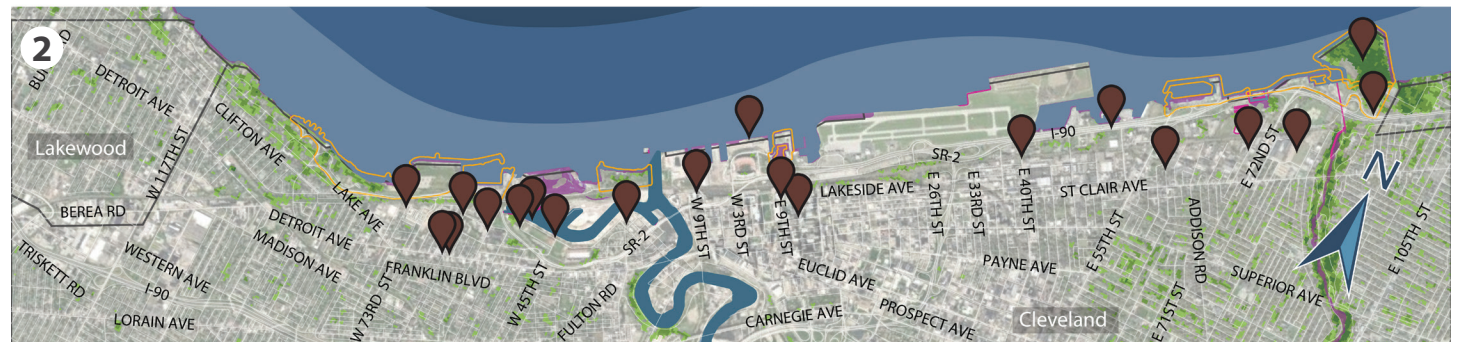 2
DETROIT AVE
CLIFTON AVE
W 117TH ST
Lakewood
BEREA RD
TRISKETT RD
WESTERN AVE
I-90
LORAIN AVE
LAKE AVE
DETROIT AVE
MADISON AVE
W 73RD ST
FRANKLIN BLVD
W 45TH ST
FULTON RD
SR-2
W 9TH ST
W 3RD ST
E 9TH ST
LAKESIDE AVE
EUCLID AVE
CARNEGIE AVE
PROSPECT AVE
SR-2
E 26TH ST
E 33RD ST
E 40TH ST
I-90
ST CLAIR AVE
PAYNE AVE
Cleveland
E 55TH ST
E 71ST ST
ADDISON RD
E 72ND ST
SUPERIOR AVE
N
E 105TH ST